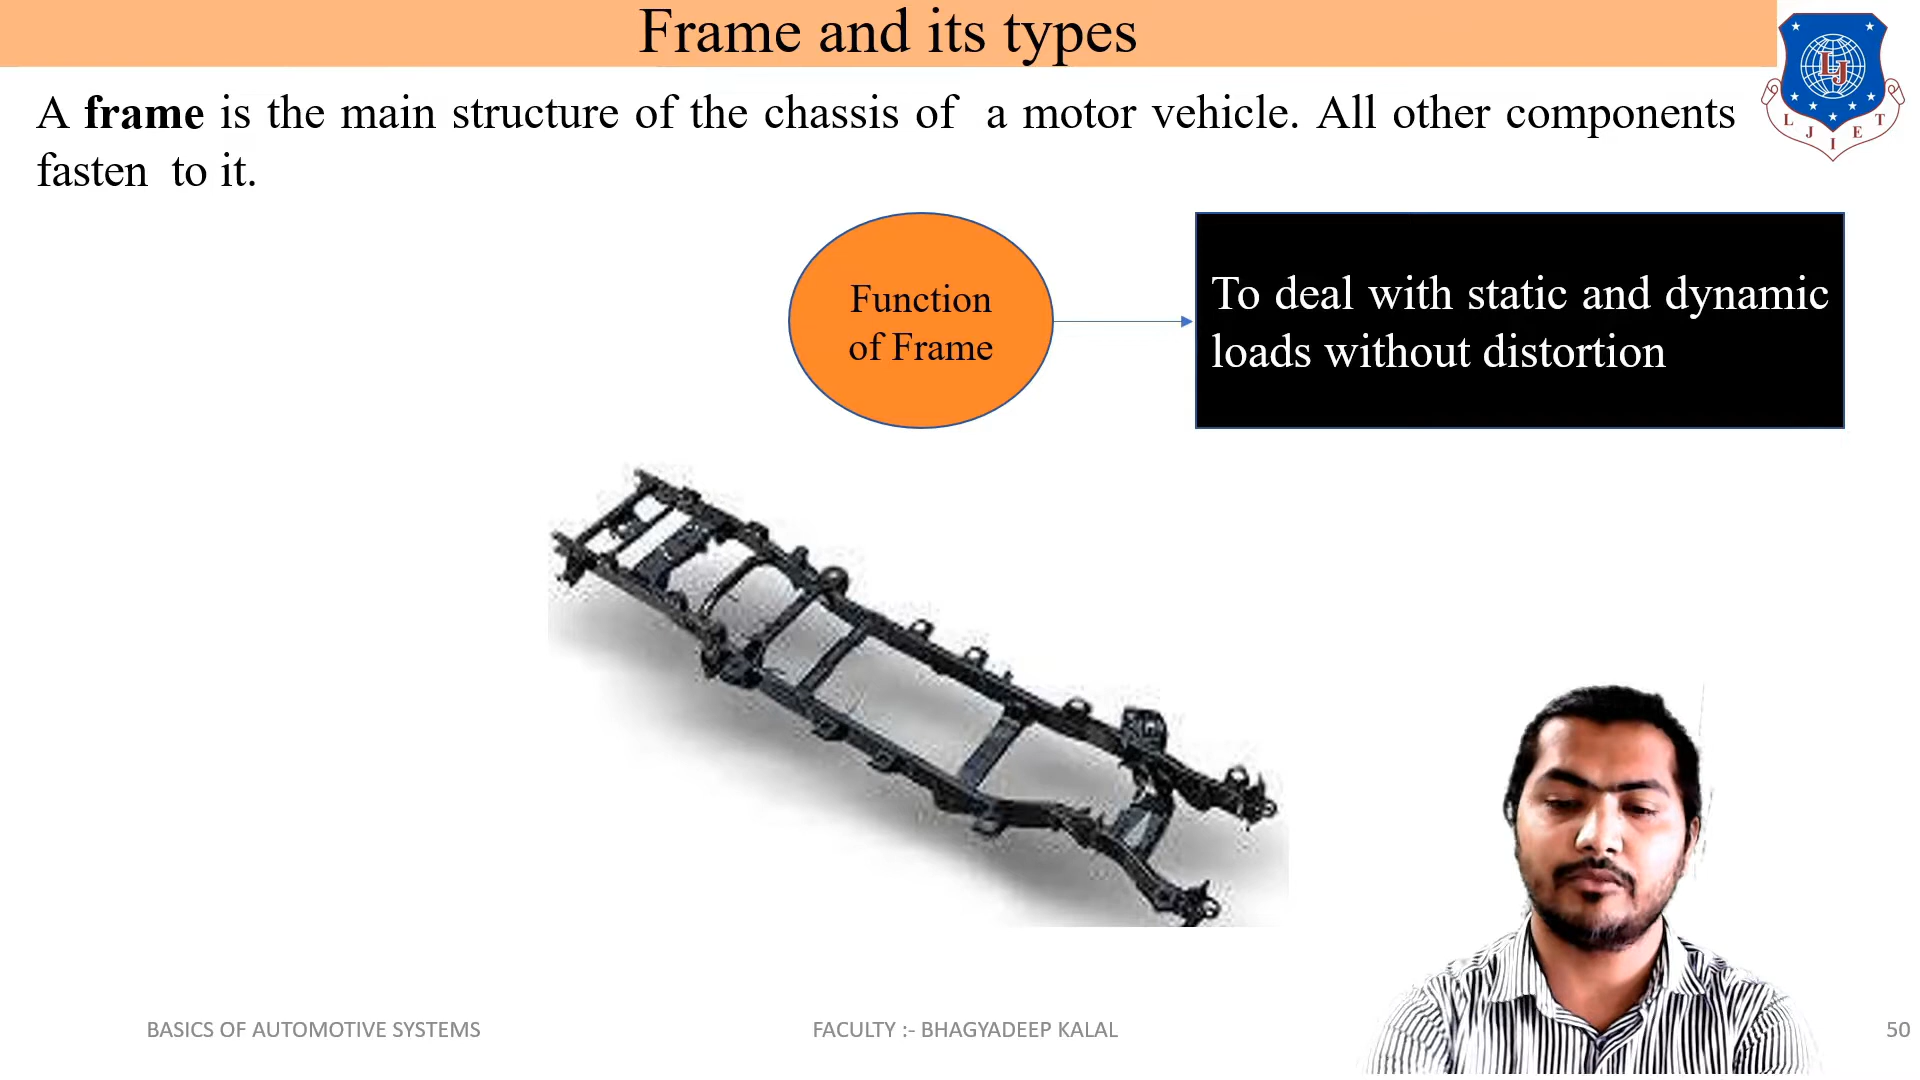 Frame and its types
A frame is the main structure of the chassis of a motor vehicle. All other components
fasten to it.
LJ
L J I E T
Function
of Frame
To deal with static and dynamic
loads without distortion
BASICS OF AUTOMOTIVE SYSTEMS
FACULTY :- BHAGYADEEP KALAL
50